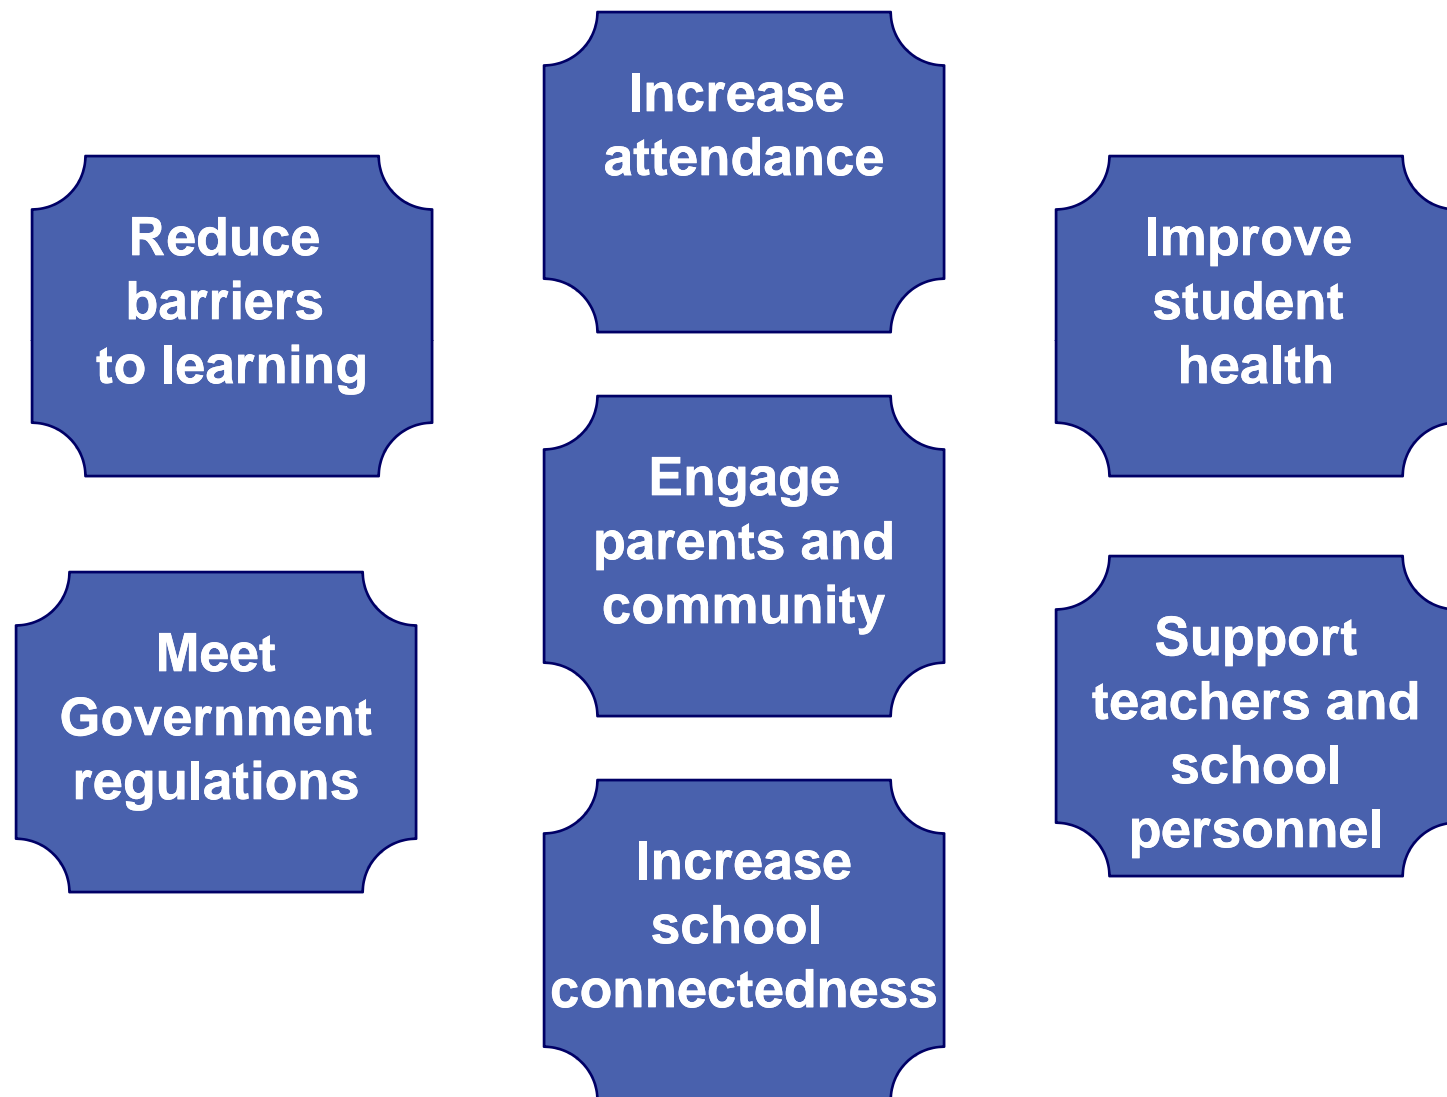 Increase
attendance
Reduce
barriers
to learning
Improve
student
health
Engage
parents and
community
Meet
Government
regulations
Support
teachers and
school
personnel
Increase
school
connectedness